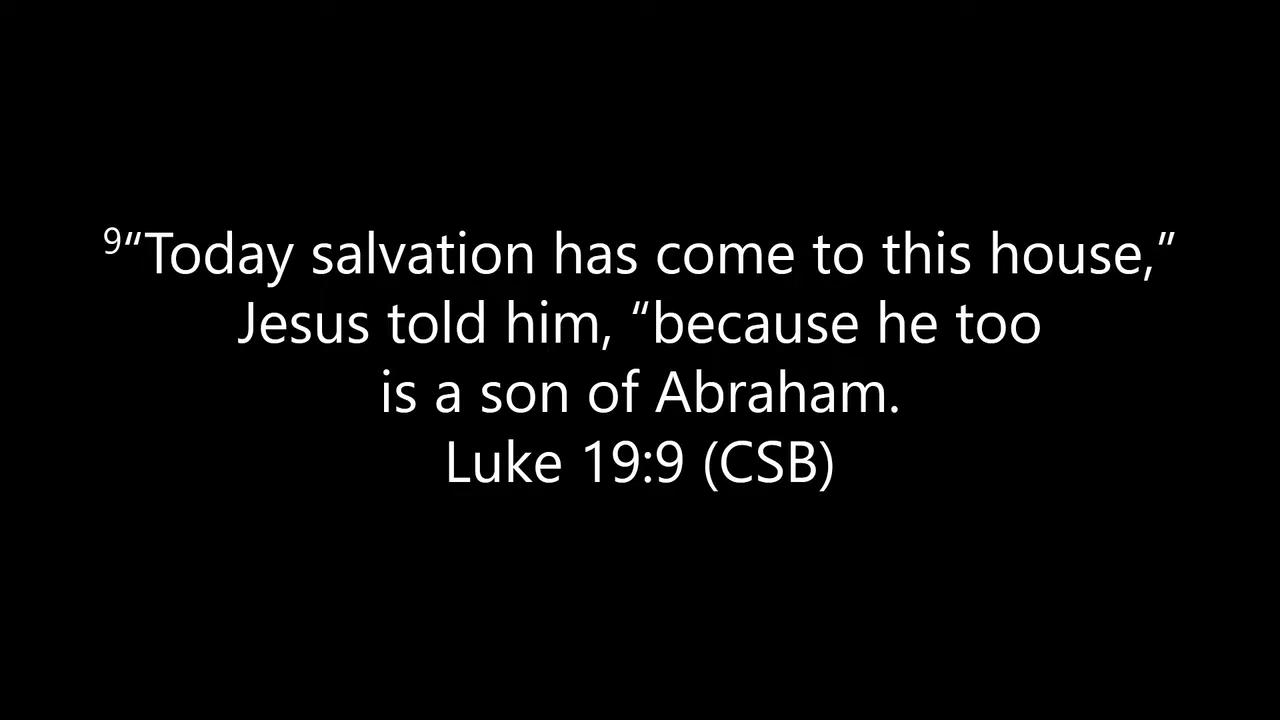 ⁹“Today salvation has come to this house,”
Jesus told him, “because he too
is a son of Abraham.
Luke 19:9 (CSB)